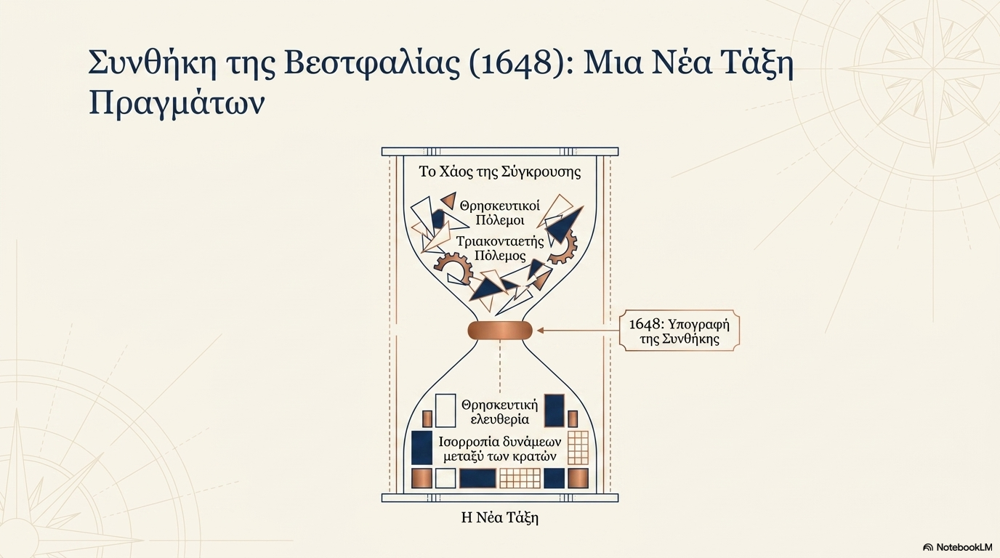 Συνθήκη της Βεστφαλίας (1648): Μια Νέα Τάξη
Πραγμάτων
Το Χάος της Σύγκρουσης
Θρησκευτικοί
Πόλεμοι
Τριακονταετής
Πόλεμος
1648: Υπογραφή
της Συνθήκης
Θρησκευτική
ελευθερία
Ισορροπία δυνάμεων
μεταξύ των κρατών
Η Νέα Τάξη
NotebookLM